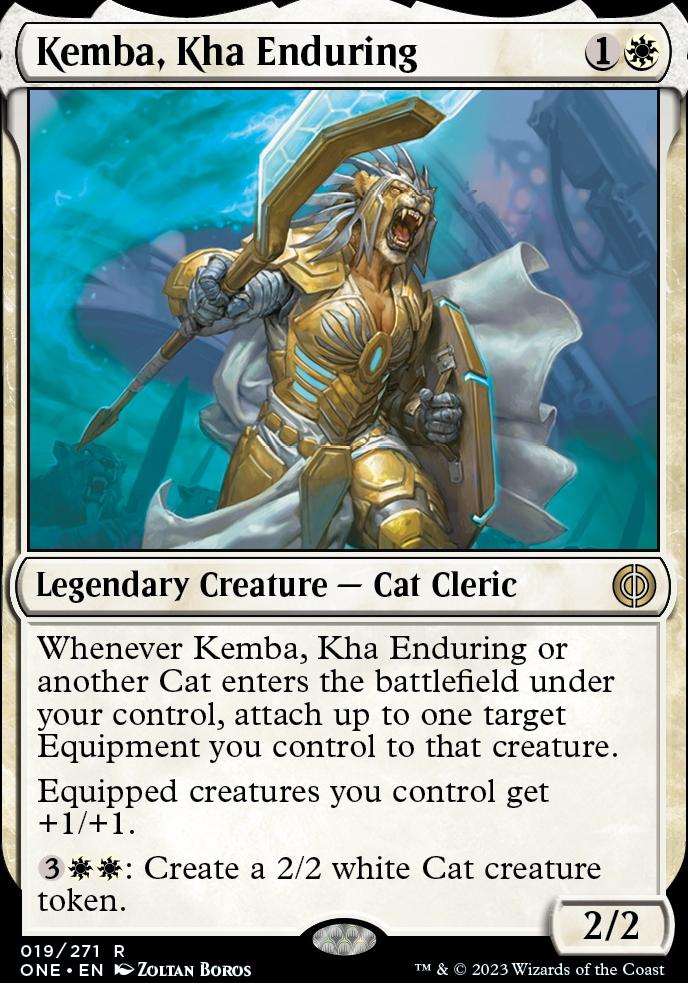 Kemba, Kha Enduring 1
Legendary Creature — Cat Cleric
Whenever Kemba, Kha Enduring or
another Cat enters the battlefield under
your control, attach up to one target
Equipment you control to that creature.
Equipped creatures you control get
+1/+1.
3: Create a 2/2 white Cat creature
token.
2/2
019/271 R
ONE • EN Zoltan Boros
™ & © 2023 Wizards of the Coast